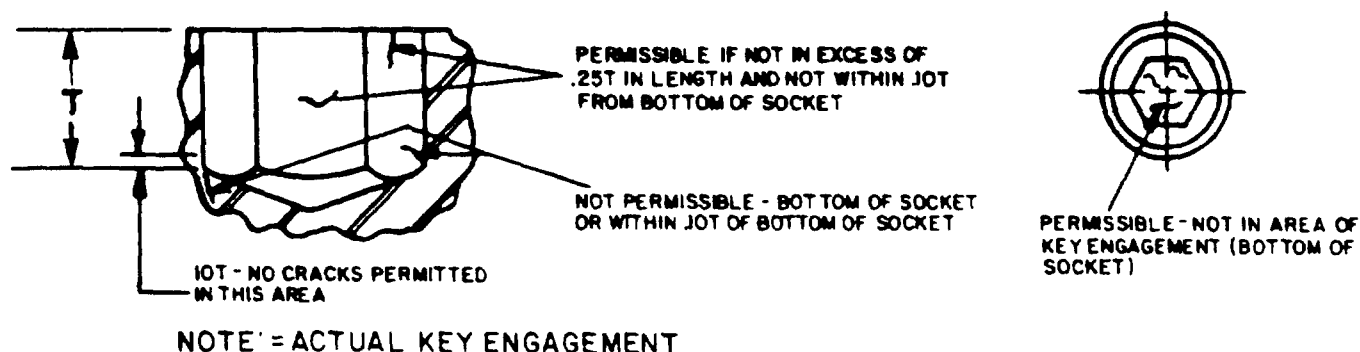 PERMISSIBLE IF NOT IN EXCESS OF
.25T IN LENGTH AND NOT WITHIN .10T
FROM BOTTOM OF SOCKET
T
NOT PERMISSIBLE - BOTTOM OF SOCKET
OR WITHIN .10T OF BOTTOM OF SOCKET
PERMISSIBLE - NOT IN AREA OF
KEY ENGAGEMENT (BOTTOM OF
SOCKET)
10T - NO CRACKS PERMITTED
IN THIS AREA
NOTE' = ACTUAL KEY ENGAGEMENT